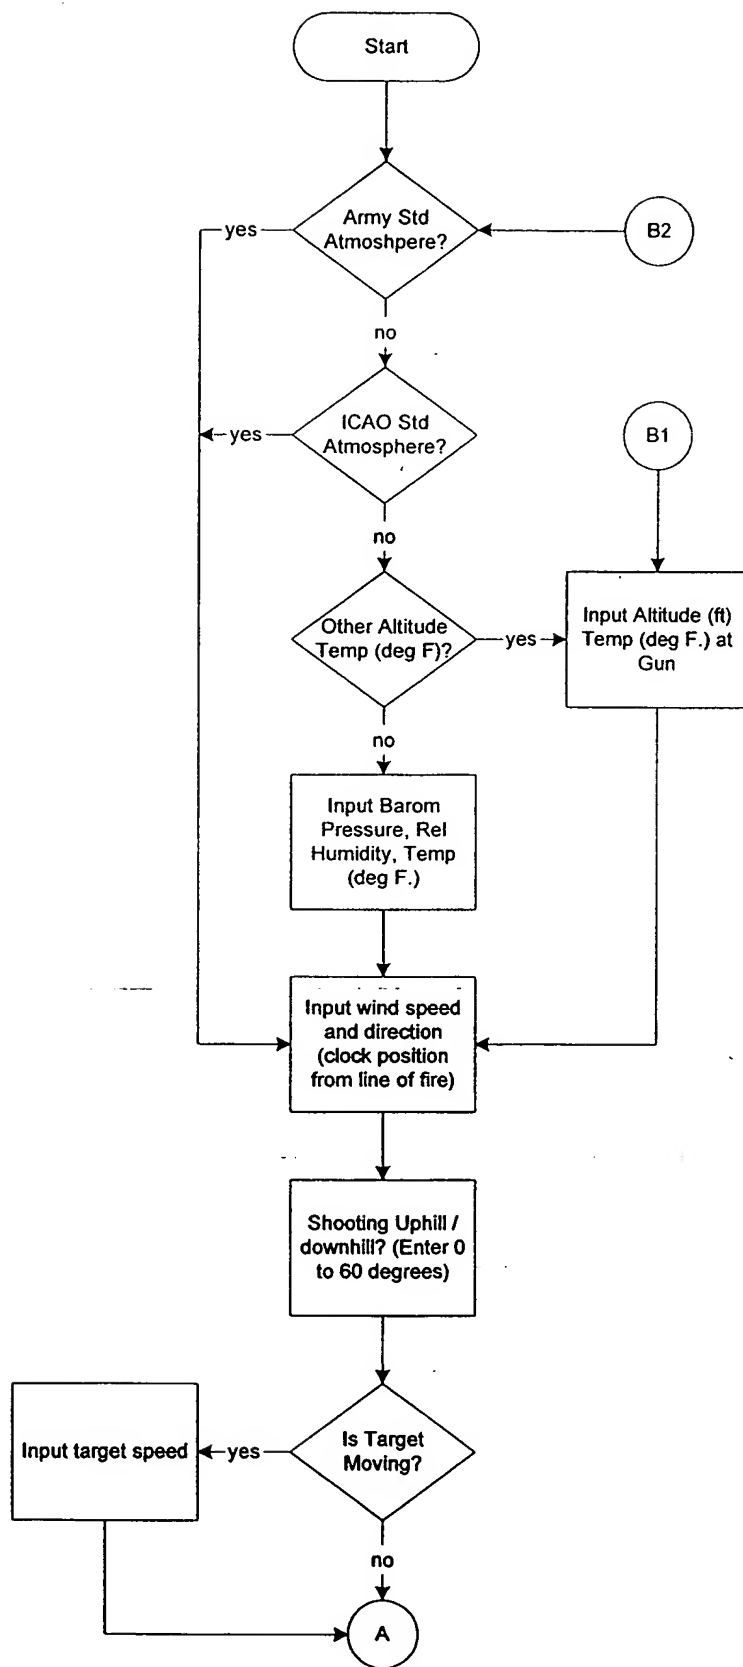 Start
Army Std
Atmoshpere?
yes
B2
no
ICAO Std
Atmosphere?
yes
B1
no
Other Altitude
Temp (deg F)?
yes
Input Altitude (ft)
Temp (deg F.) at
Gun
no
Input Barom
Pressure, Rel
Humidity, Temp
(deg F.)
Input wind speed
and direction
(clock position
from line of fire)
Shooting Uphill /
downhill? (Enter 0
to 60 degrees)
Input target speed
yes
Is Target
Moving?
no
A